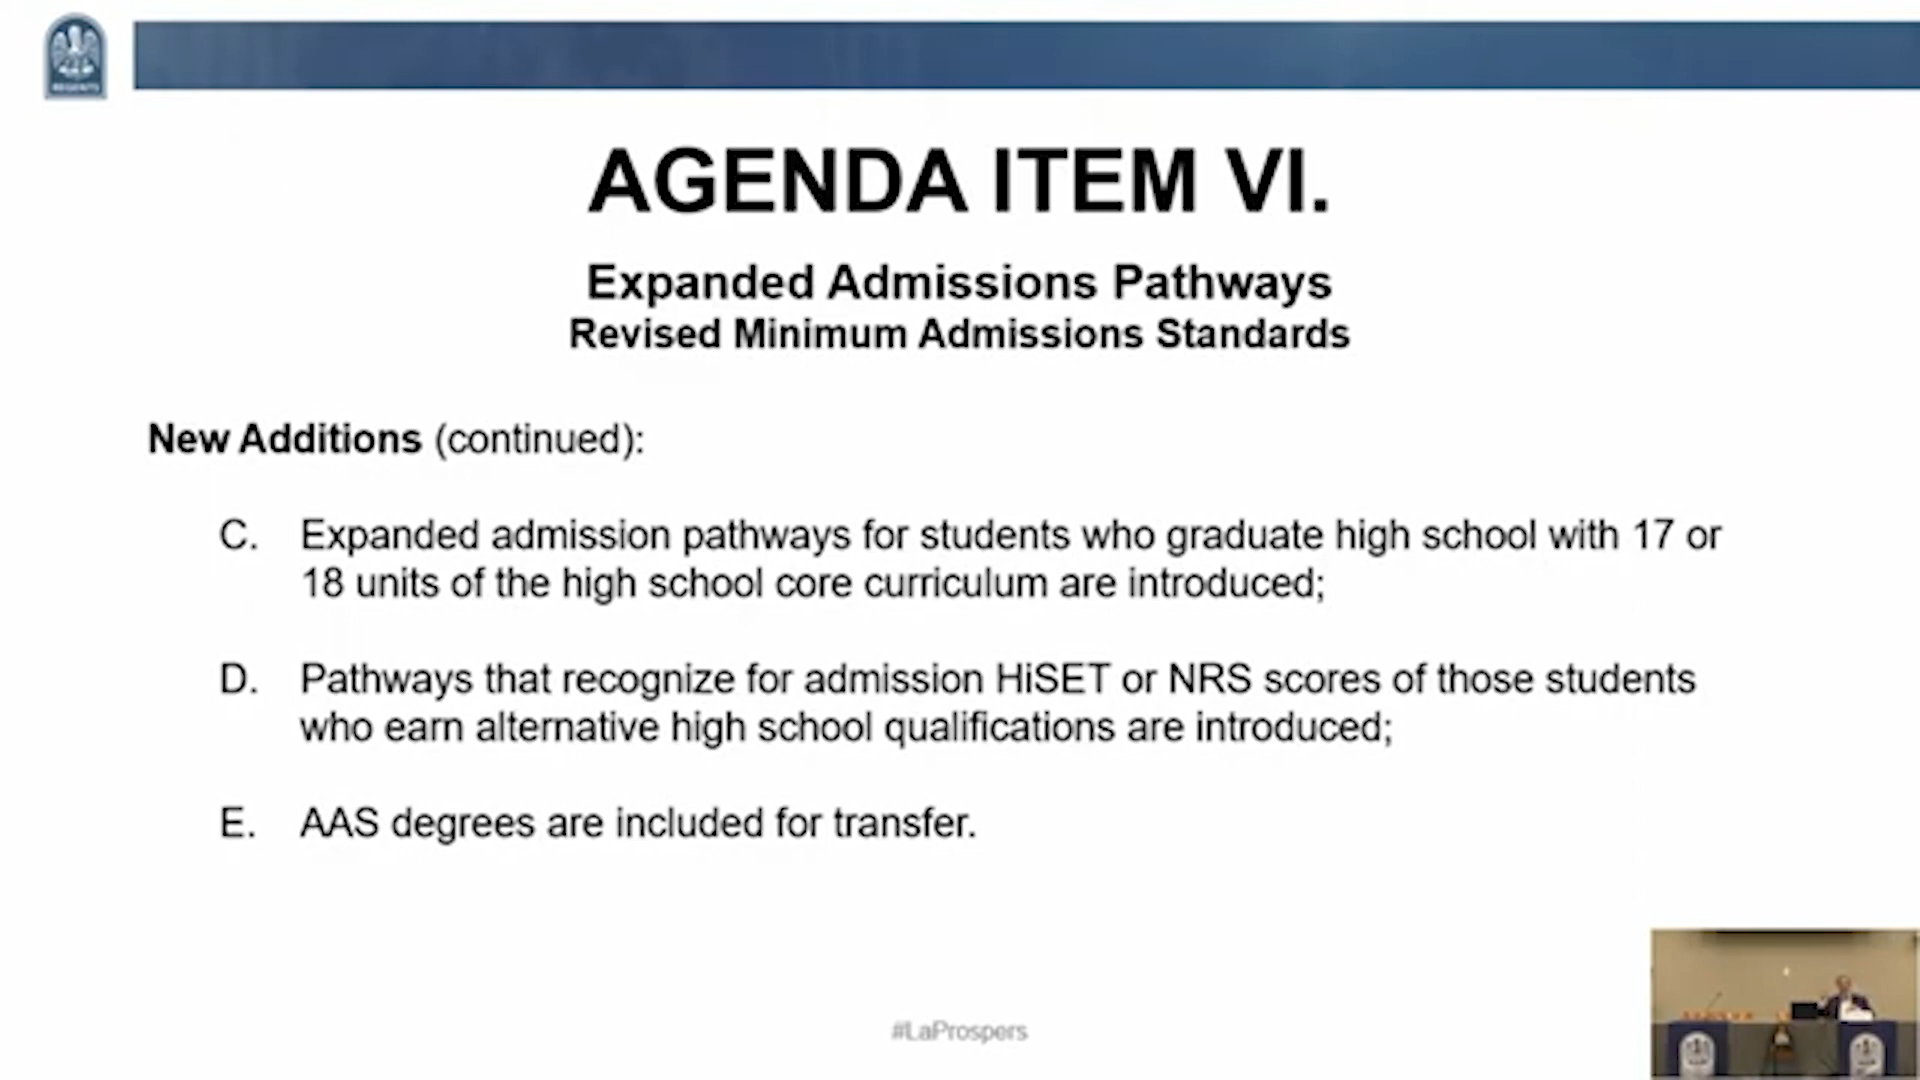 REGENTS
AGENDA ITEM VI.
Expanded Admissions Pathways
Revised Minimum Admissions Standards
New Additions (continued):
C. Expanded admission pathways for students who graduate high school with 17 or
18 units of the high school core curriculum are introduced;
D. Pathways that recognize for admission HiSET or NRS scores of those students
who earn alternative high school qualifications are introduced;
E. AAS degrees are included for transfer.
#LaProspers